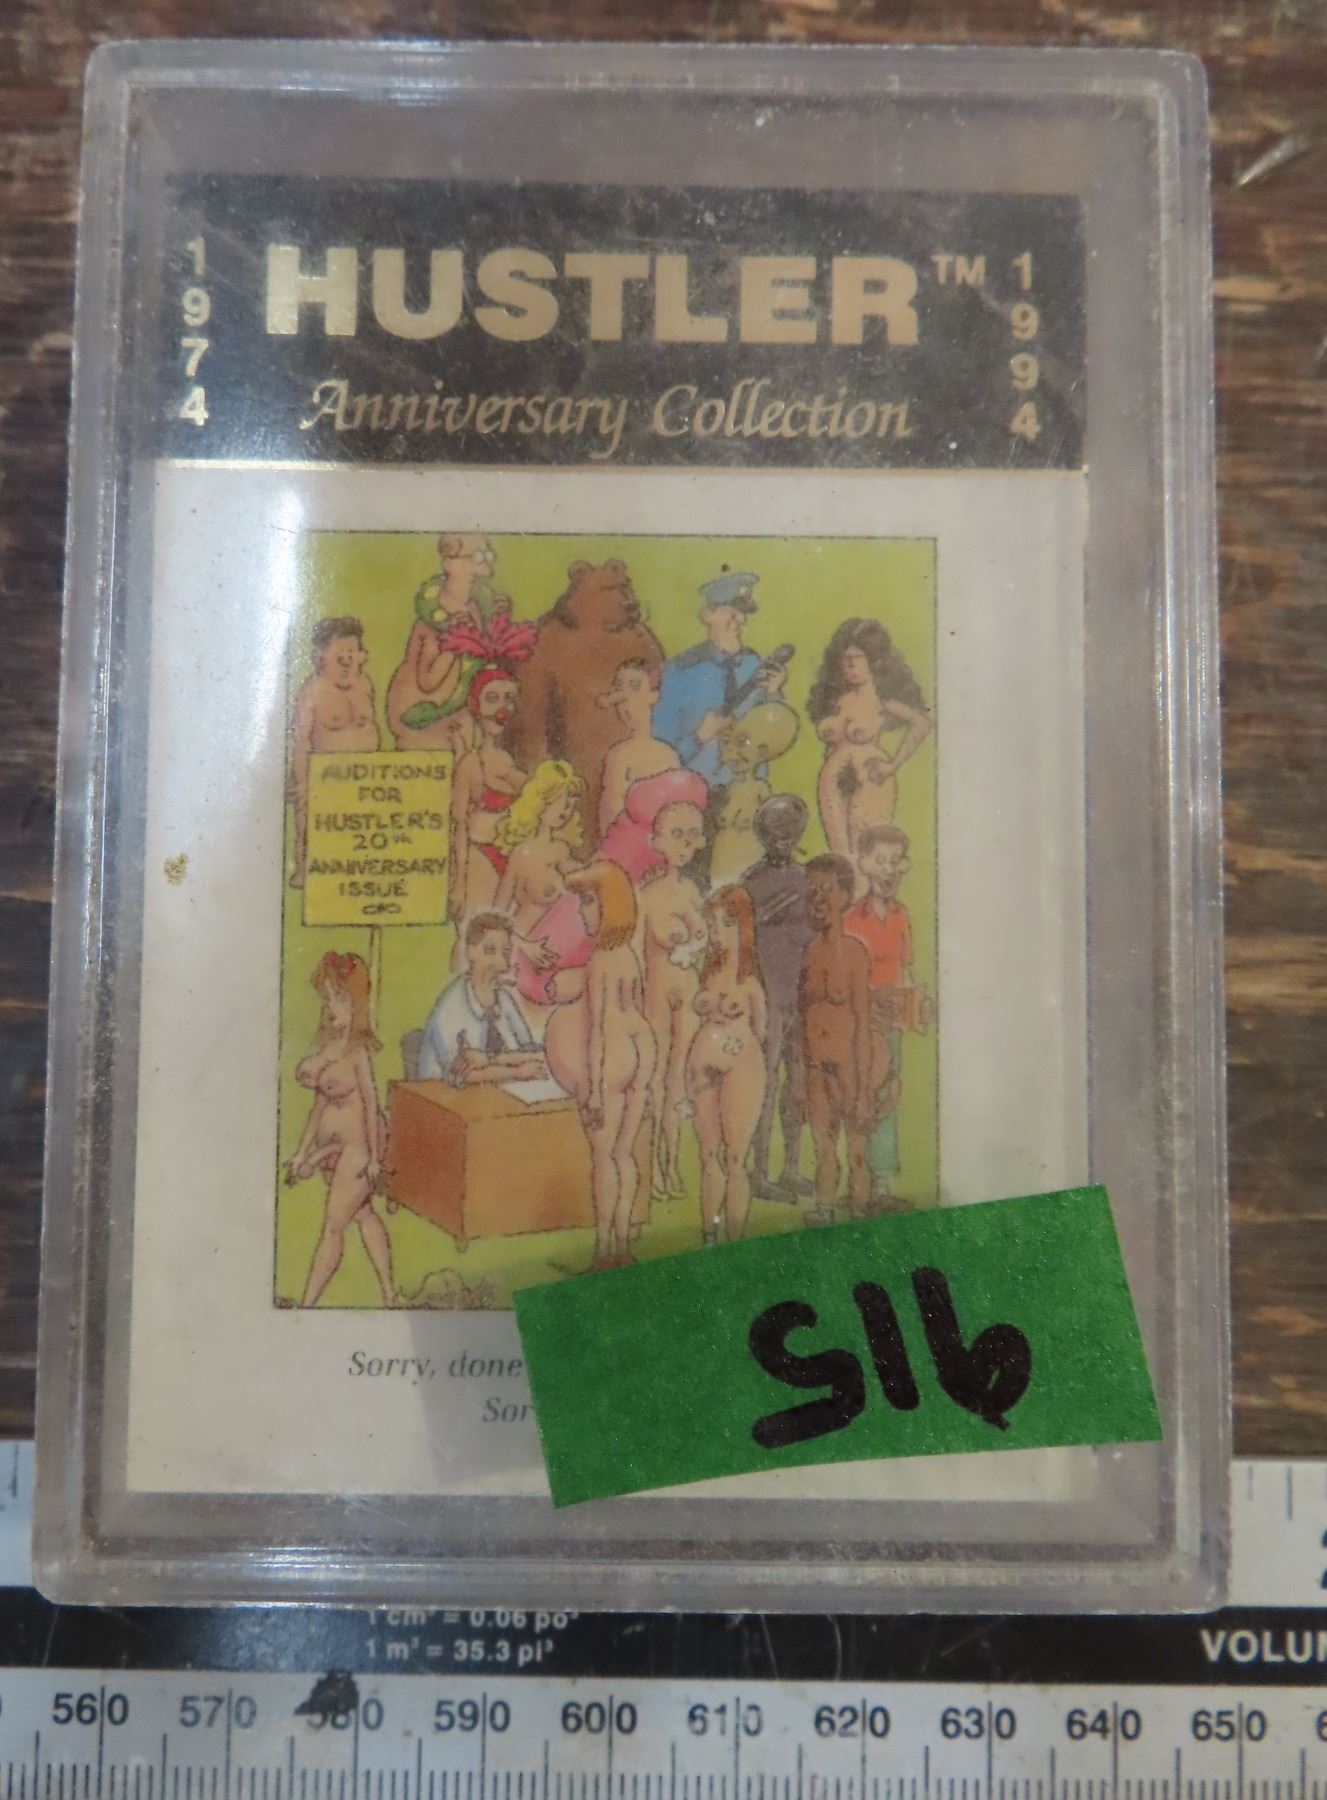 1974
HUSTLER™
1994
Anniversary Collection
AUDITIONS
FOR
HUSTLER'S
20th
ANNIVERSARY
ISSUE
Sorry, done
Sor
S16
1 cm³ = 0.06 po³
1 m³ = 35.3 pi³
VOLUM
560 570 580 590 600 610 620 630 640 650